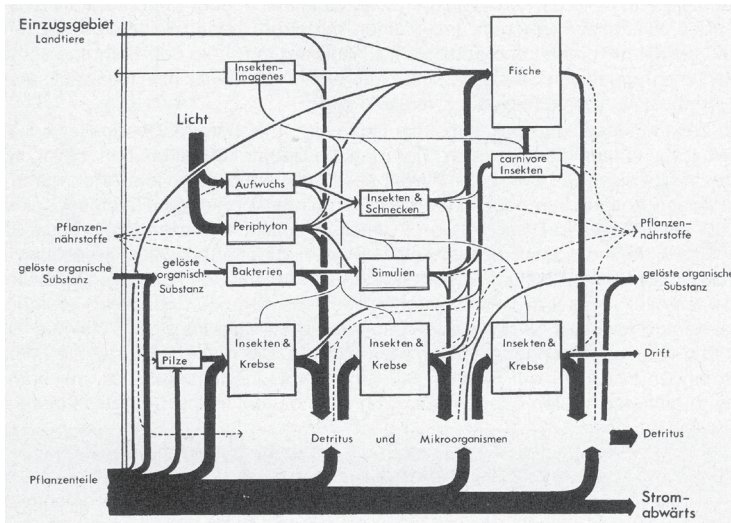 Einzugsgebiet
Landtiere
Insekten-
Imagenes
Fische
Licht
carnivore
Insekten
Aufwuchs
Insekten &
Schnecken
Pflanzen-
nährstoffe
Periphyton
Pflanzen-
nährstoffe
gelöste organische
Substanz
gelöste
organisch.
Substanz
Bakterien
Simulien
gelöste organische
Substanz
Pilze
Insekten &
Krebse
Insekten &
Krebse
Insekten &
Krebse
Drift
Detritus und Mikroorganismen
Detritus
Pflanzenteile
Strom-
abwärts